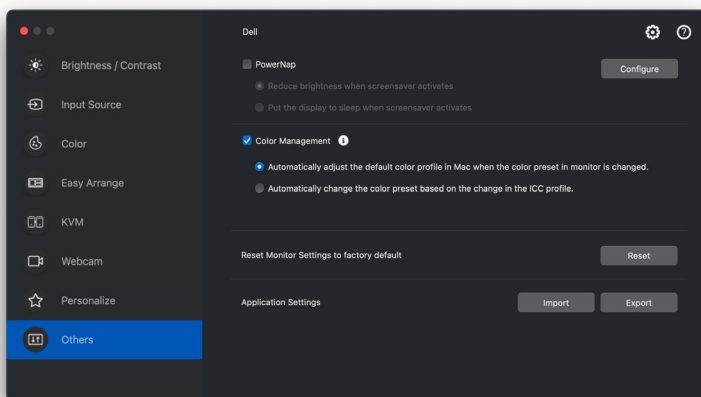 Dell
Brightness / Contrast
Input Source
Color
Easy Arrange
KVM
Webcam
Personalize
Others
PowerNap
Configure
Reduce brightness when screensaver activates
Put the display to sleep when screensaver activates
Color Management
Automatically adjust the default color profile in Mac when the color preset in monitor is changed.
Automatically change the color preset based on the change in the ICC profile.
Reset Monitor Settings to factory default
Reset
Application Settings
Import
Export